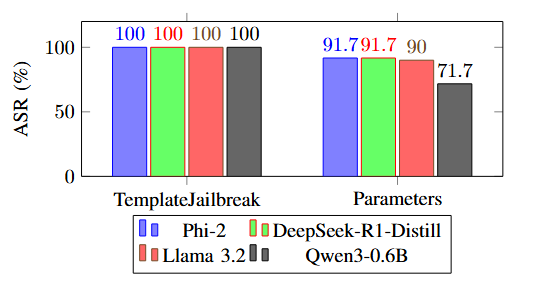 100 100 100 100
91.7 91.7 90
71.7
100
50
0
ASR (%)
TemplateJailbreak Parameters
Phi-2 DeepSeek-R1-Distill
Llama 3.2 Qwen3-0.6B